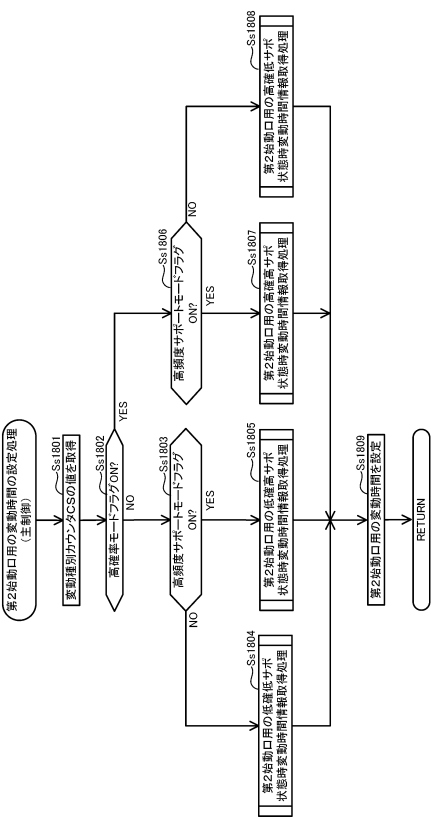 第2始動口用の変動時間の設定処理
(主制御)
Ss1801
変動種別カウンタCSの値を取得
Ss1802
高確率モードフラグON?
YES
NO
Ss1803
高頻度サポートモードフラグ
ON?
NO
YES
Ss1806
高頻度サポートモードフラグ
ON?
NO
YES
Ss1804
第2始動口用の低確低サポ
状態時変動時間情報取得処理
Ss1805
第2始動口用の低確高サポ
状態時変動時間情報取得処理
Ss1807
第2始動口用の高確高サポ
状態時変動時間情報取得処理
Ss1808
第2始動口用の高確低サポ
状態時変動時間情報取得処理
Ss1809
第2始動口用の変動時間を設定
RETURN